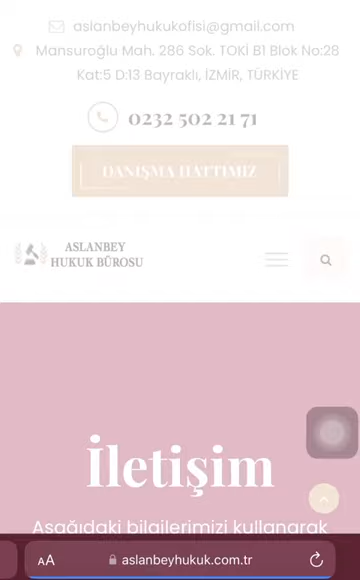 aslanbeyhukukofisi@gmail.com
Mansuroğlu Mah. 286 Sok. TOKİ B1 Blok No:28
Kat:5 D:13 Bayraklı, İZMİR, TÜRKİYE
0232 502 21 71
DANIŞMA HATTIMIZ
ASLANBEY
HUKUK BÜROSU
İletişim
Aşağıdaki bilgilerimizi kullanarak
AA aslanbeyhukuk.com.tr